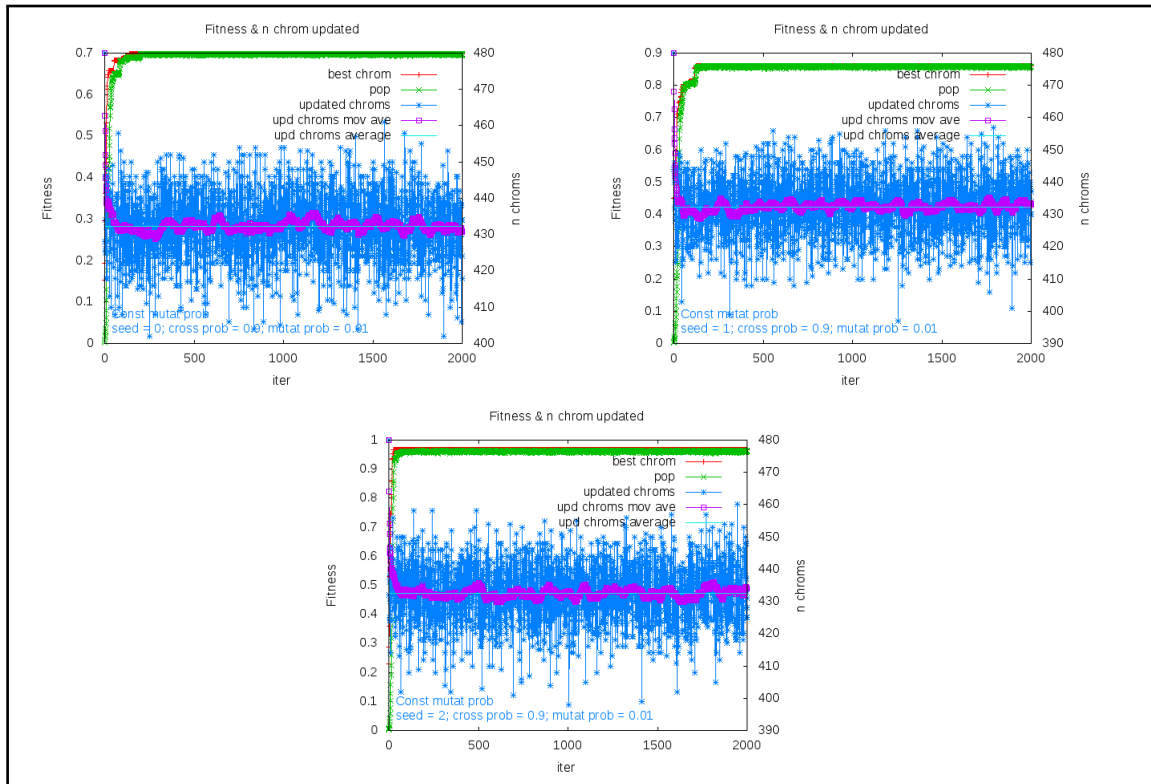 Fitness & n chrom updated
0.7
0.6
0.5
0.4
0.3
0.2
0.1
0
Fitness
480
470
460
450
440
430
420
410
400
n chroms
best chrom
pop
updated chroms
upd chroms mov ave
upd chroms average
Const mutat prob
seed = 0; cross prob = 0.9; mutat prob = 0.01
0 500 1000 1500 2000
iter
Fitness & n chrom updated
0.9
0.8
0.7
0.6
0.5
0.4
0.3
0.2
0.1
0
Fitness
480
470
460
450
440
430
420
410
400
390
n chroms
best chrom
pop
updated chroms
upd chroms mov ave
upd chroms average
Const mutat prob
seed = 1; cross prob = 0.9; mutat prob = 0.01
0 500 1000 1500 2000
iter
Fitness & n chrom updated
1
0.9
0.8
0.7
0.6
0.5
0.4
0.3
0.2
0.1
0
Fitness
480
470
460
450
440
430
420
410
400
390
n chroms
best chrom
pop
updated chroms
upd chroms mov ave
upd chroms average
Const mutat prob
seed = 2; cross prob = 0.9; mutat prob = 0.01
0 500 1000 1500 2000
iter